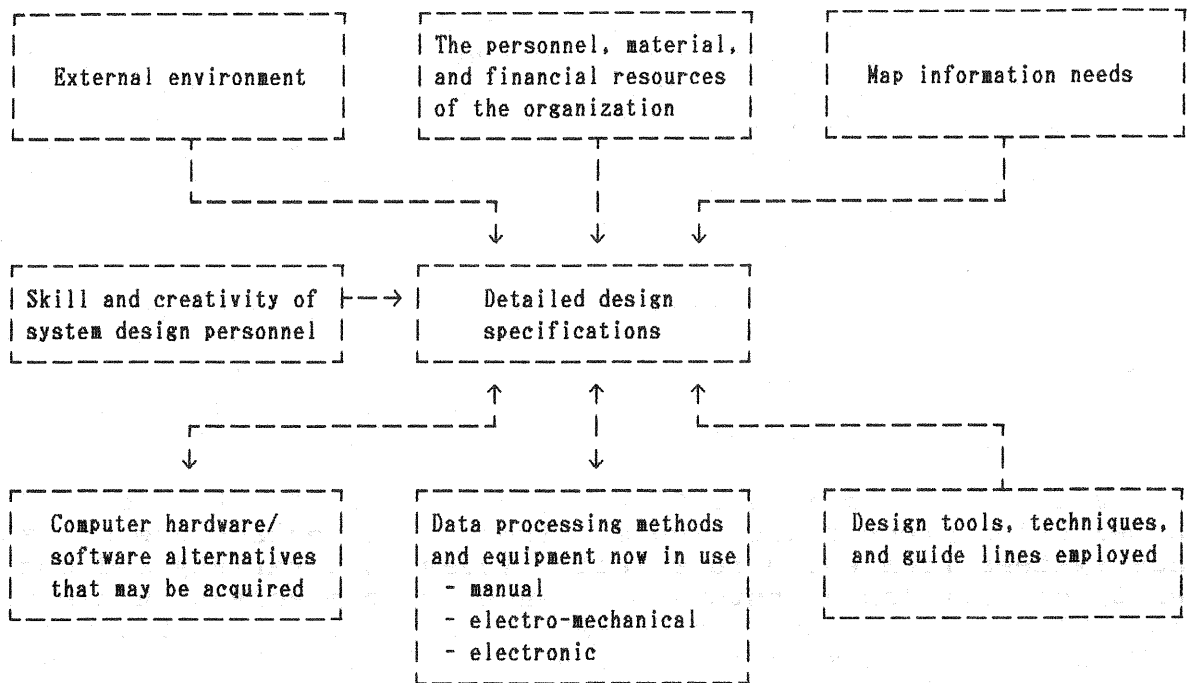 External environment
The personnel, material,
and financial resources
of the organization
Map information needs
Skill and creativity of
system design personnel
Detailed design
specifications
Computer hardware/
software alternatives
that may be acquired
Data processing methods
and equipment now in use
- manual
- electro-mechanical
- electronic
Design tools, techniques,
and guide lines employed